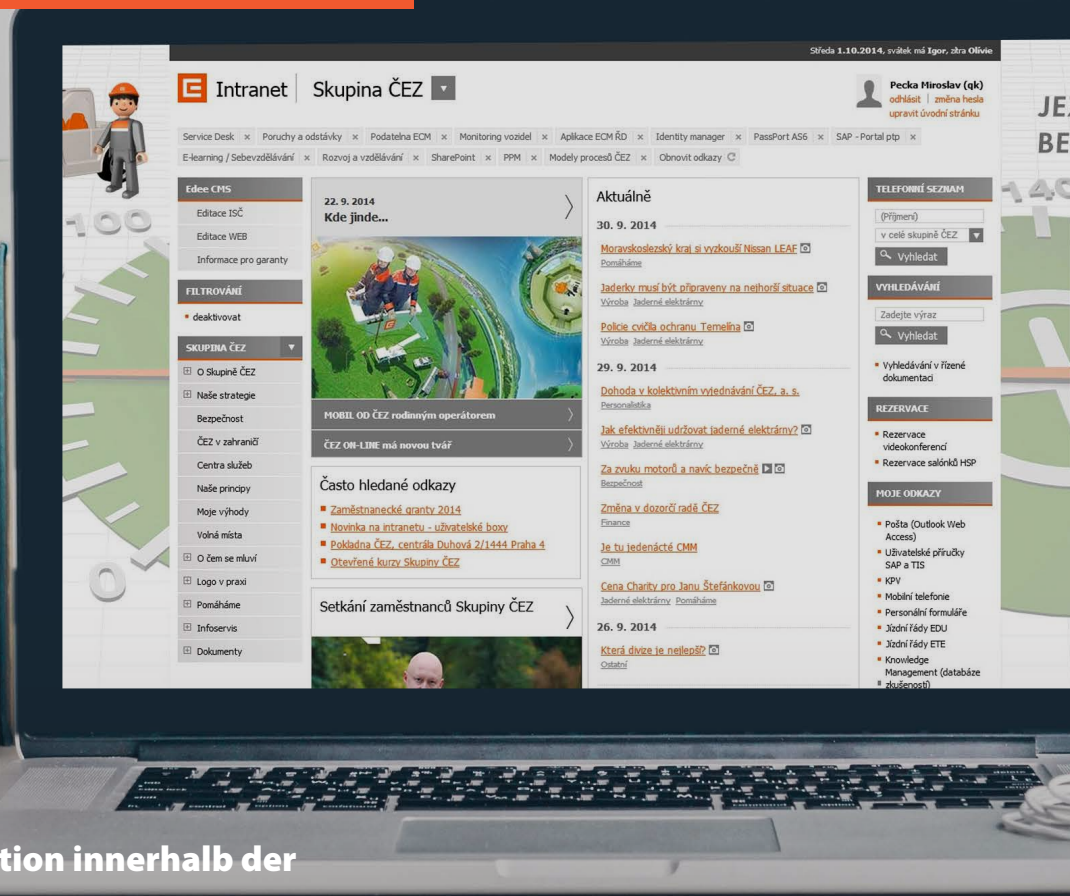 Středa 1.10.2014, svátek má Igor, zítra Olívie
Intranet
Skupina ČEZ
Pecka Miroslav (qk)
odhlásit | změna hesla
upravit úvodní stránku
Service Desk × Poruchy a odstávky × Podatelna ECM × Monitoring vozidel × Aplikace ECM ŘD × Identity manager × PassPort AS6 × SAP - Portal ptp ×
E-learning / Sebevzdělávání × Rozvoj a vzdělávání × SharePoint × PPM × Modely procesů ČEZ × Obnovit odkazy
Edee CMS
Editace ISČ
Editace WEB
Informace pro garanty
FILTROVÁNÍ
deaktivovat
SKUPINA ČEZ
O Skupině ČEZ
Naše strategie
Bezpečnost
ČEZ v zahraničí
Centra služeb
Naše principy
Moje výhody
Volná místa
O čem se mluví
Logo v praxi
Pomáháme
Infoservis
Dokumenty
22. 9. 2014
Kde jinde...
MOBIL OD ČEZ rodinným operátorem
ČEZ ON-LINE má novou tvář
Často hledané odkazy
Zaměstnanecké granty 2014
Novinka na intranetu - uživatelské boxy
Pokladna ČEZ, centrála Duhová 2/1444 Praha 4
Otevřené kurzy Skupiny ČEZ
Setkání zaměstnanců Skupiny ČEZ
Aktuálně
30. 9. 2014
Moravskoslezský kraj si vyzkouší Nissan LEAF
Pomáháme
Jaderky musí být připraveny na nejhorší situace
Výroba Jaderné elektrárny
Policie cvičila ochranu Temelína
Výroba Jaderné elektrárny
29. 9. 2014
Dohoda v kolektivním vyjednávání ČEZ, a. s.
Personalistika
Jak efektivněji udržovat jaderné elektrárny?
Výroba Jaderné elektrárny
Za zvuku motorů a navíc bezpečně
Bezpečnost
Změna v dozorčí radě ČEZ
Finance
Je tu jedenácté CMM
CMM
Cena Charity pro Janu Štefánkovou
Jaderné elektrárny Pomáháme
26. 9. 2014
Která divize je nejlepší?
Ostatní
TELEFONNÍ SEZNAM
(Příjmení)
v celé skupině ČEZ
Vyhledat
VYHLEDÁVÁNÍ
Zadejte výraz
Vyhledat
Vyhledávání v řízené
dokumentaci
REZERVACE
Rezervace
videokonferencí
Rezervace salónků HSP
MOJE ODKAZY
Pošta (Outlook Web
Access)
Uživatelské příručky
SAP a TIS
KPV
Mobilní telefonie
Personální formuláře
Jízdní řády EDU
Jízdní řády ETE
Knowledge
Management (databáze
zkušeností)
100
0
tion innerhalb der